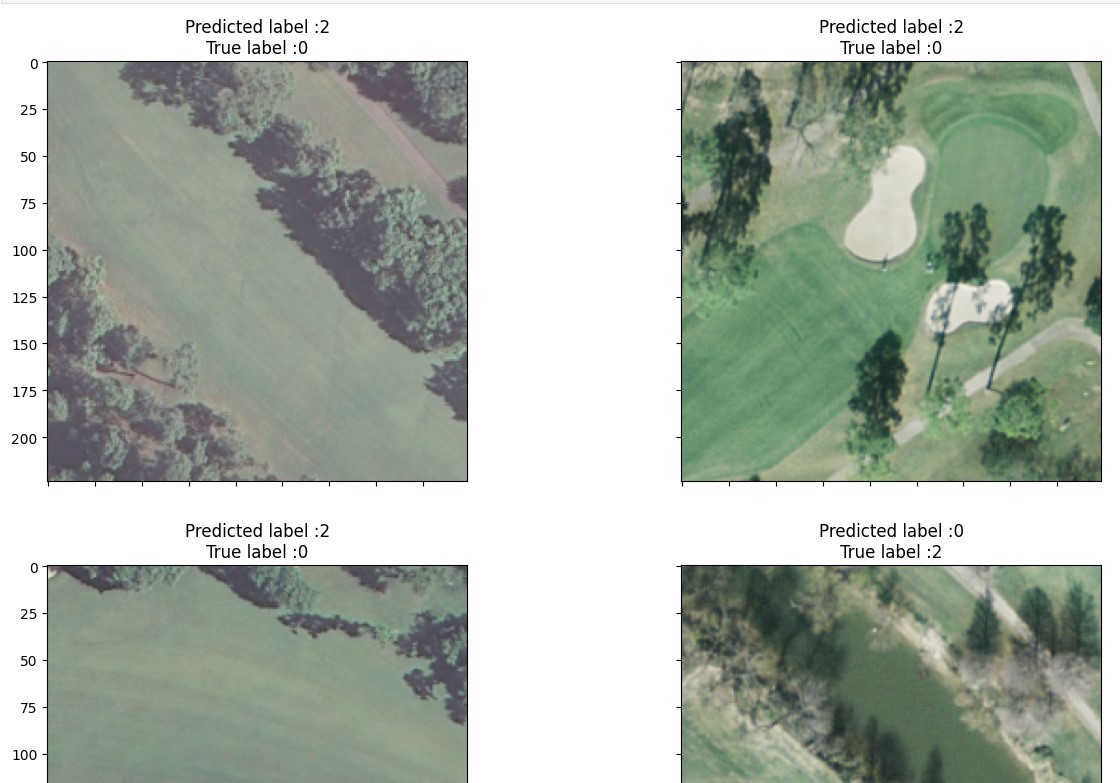 Predicted label :2
True label :0
Predicted label :2
True label :0
0
25
50
75
100
125
150
175
200
Predicted label :2
True label :0
Predicted label :0
True label :2
0
25
50
75
100